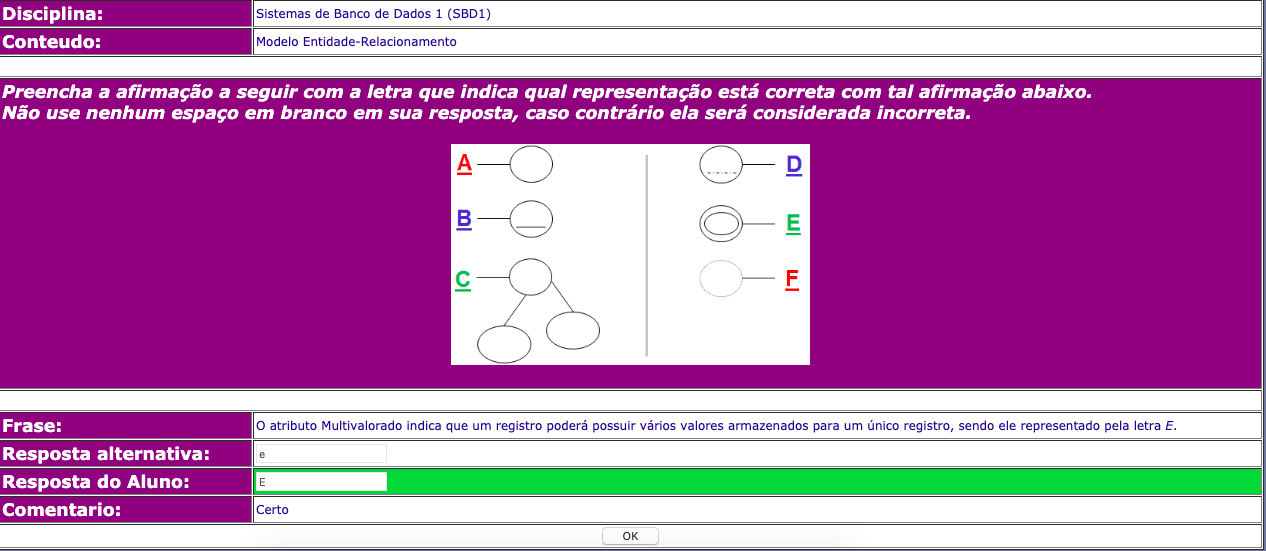 Disciplina: Sistemas de Banco de Dados 1 (SBD1)
Conteudo: Modelo Entidade-Relacionamento
Preencha a afirmação a seguir com a letra que indica qual representação está correta com tal afirmação abaixo.
Não use nenhum espaço em branco em sua resposta, caso contrário ela será considerada incorreta.
A D
B E
C F
Frase: O atributo Multivalorado indica que um registro poderá possuir vários valores armazenados para um único registro, sendo ele representado pela letra E.
Resposta alternativa: e
Resposta do Aluno: E
Comentario: Certo
OK